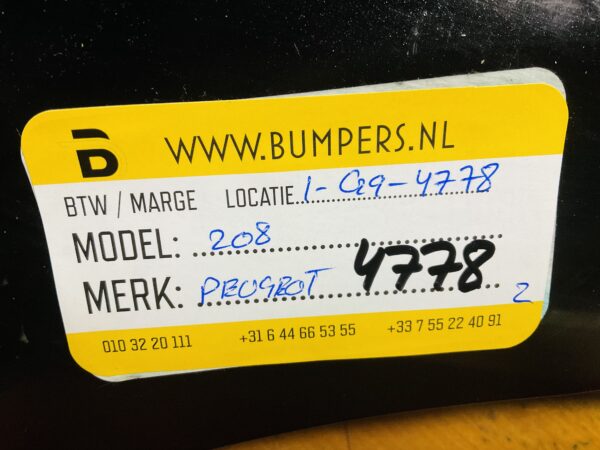 WWW.BUMPERS.NL
BTW / MARGE LOCATIE 1-G29-4778
MODEL: 208
MERK: PEUGEOT 4778 2
010 32 20 111 +31 6 44 66 53 55 +33 7 55 22 40 91